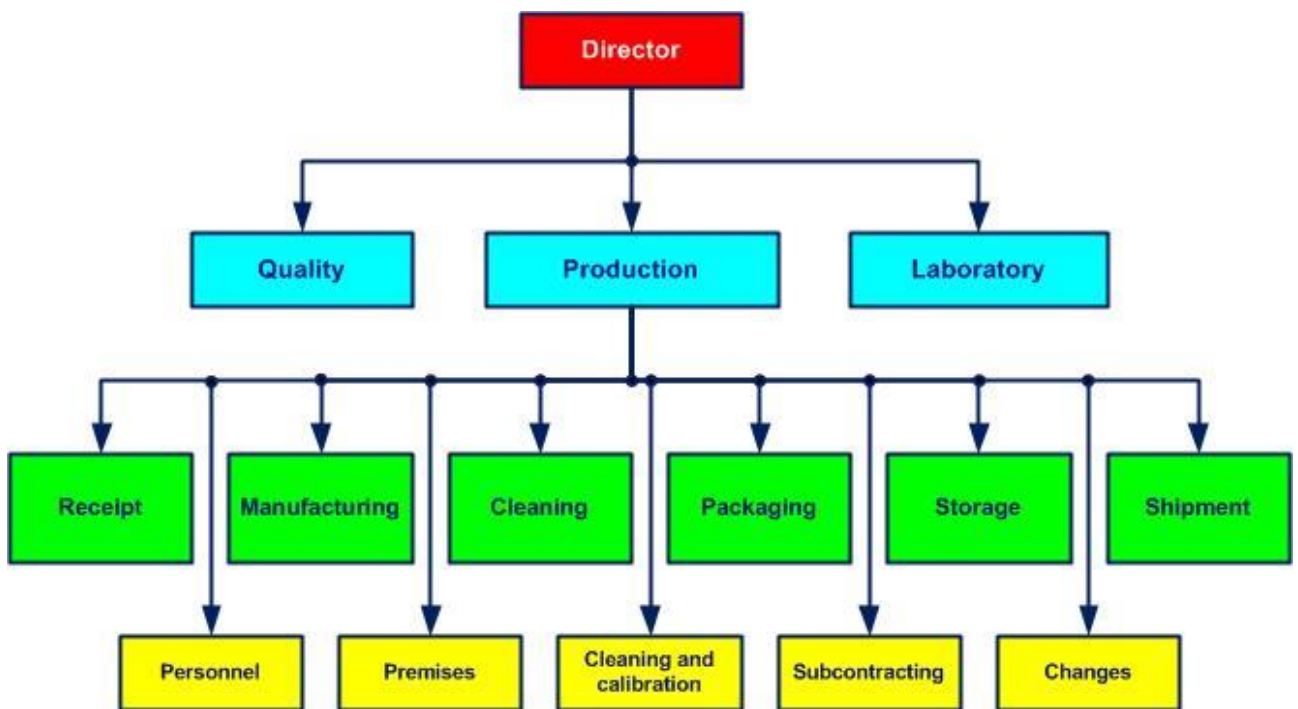 Director
Quality
Production
Laboratory
Receipt
Manufacturing
Cleaning
Packaging
Storage
Shipment
Personnel
Premises
Cleaning and
calibration
Subcontracting
Changes